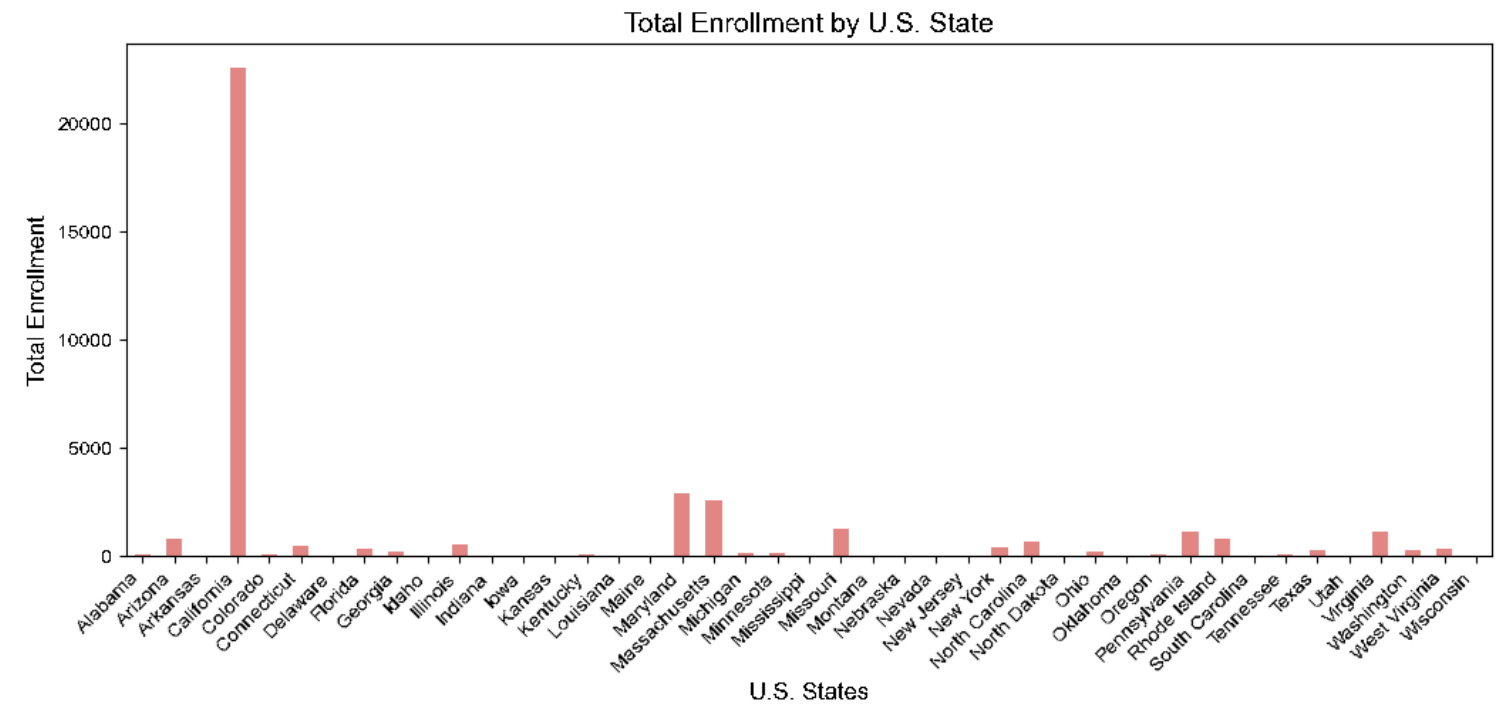 Total Enrollment by U.S. State
Total Enrollment
20000
15000
10000
5000
0
Alabama
Arizona
Arkansas
California
Colorado
Connecticut
Delaware
Florida
Georgia
Idaho
Illinois
Indiana
Iowa
Kansas
Kentucky
Louisiana
Maine
Maryland
Massachusetts
Michigan
Minnesota
Mississippi
Missouri
Montana
Nebraska
Nevada
New Jersey
New York
North Carolina
North Dakota
Ohio
Oklahoma
Oregon
Pennsylvania
Rhode Island
South Carolina
Tennessee
Texas
Utah
Virginia
Washington
West Virginia
Wisconsin
U.S. States